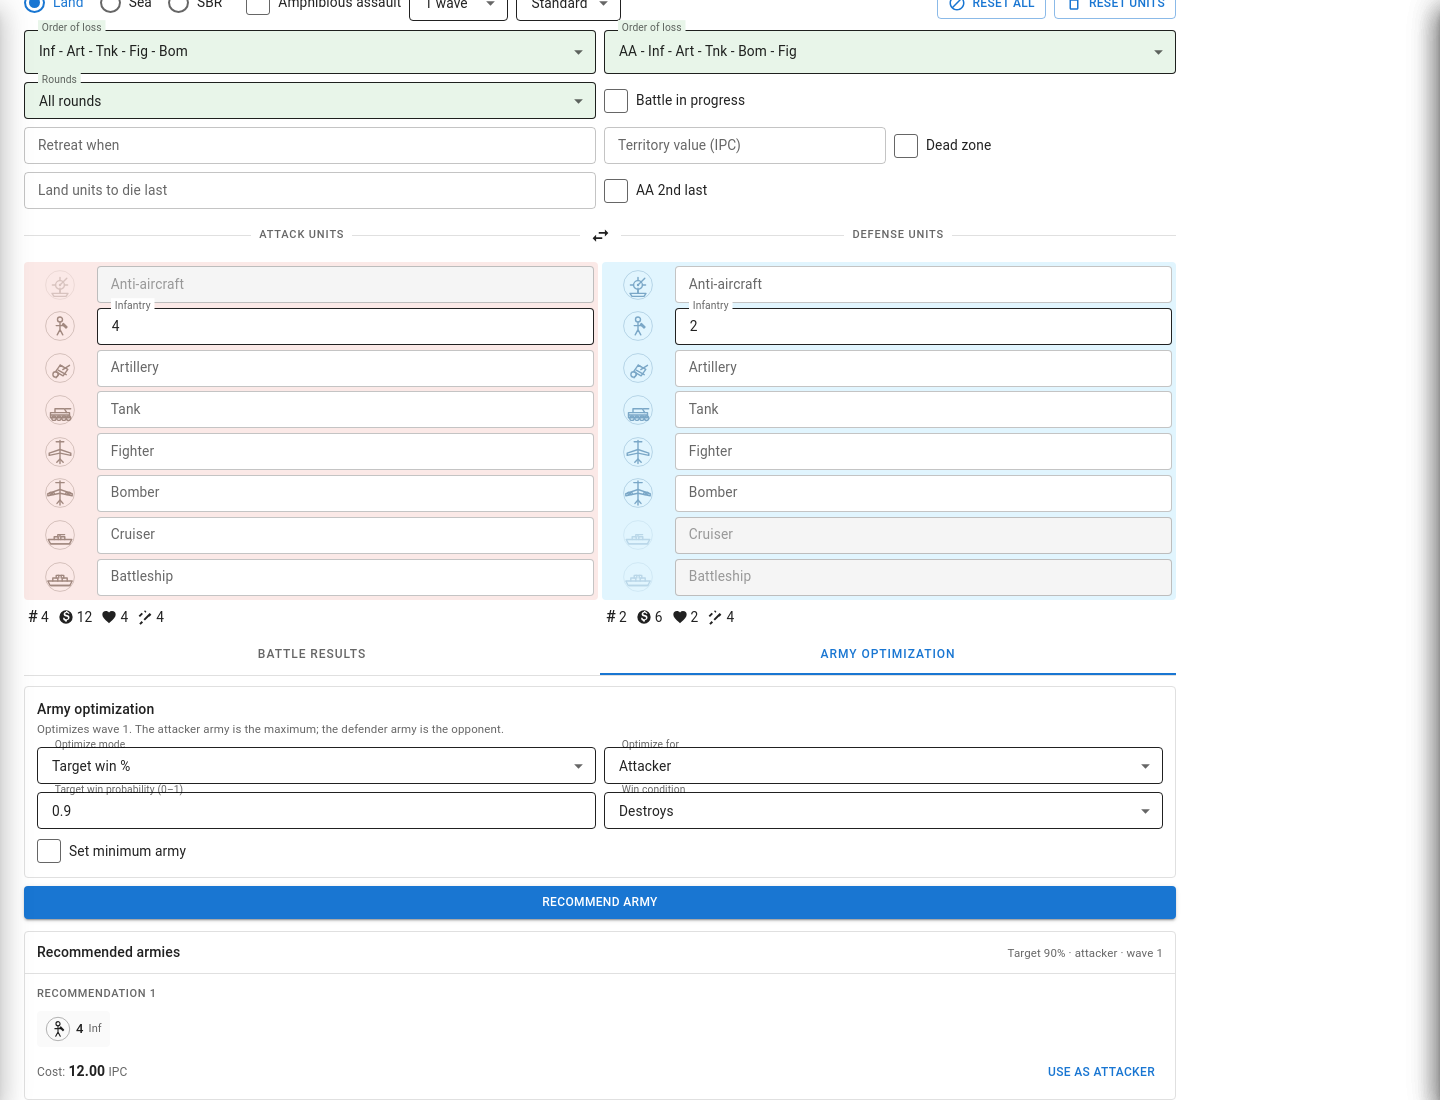 Land Sea SBR Amphibious assault 1 wave Standard RESET ALL RESET UNITS
Order of loss Order of loss
Inf - Art - Tnk - Fig - Bom AA - Inf - Art - Tnk - Bom - Fig
Rounds
All rounds Battle in progress
Retreat when Territory value (IPC) Dead zone
Land units to die last AA 2nd last
ATTACK UNITS DEFENSE UNITS
Anti-aircraft Anti-aircraft
Infantry Infantry
4 2
Artillery Artillery
Tank Tank
Fighter Fighter
Bomber Bomber
Cruiser Cruiser
Battleship Battleship
# 4 12 4 4 # 2 6 2 4
BATTLE RESULTS ARMY OPTIMIZATION
Army optimization
Optimizes wave 1. The attacker army is the maximum; the defender army is the opponent.
Optimize mode Optimize for
Target win % Attacker
Target win probability (0–1) Win condition
0.9 Destroys
Set minimum army
RECOMMEND ARMY
Recommended armies Target 90% · attacker · wave 1
RECOMMENDATION 1
4 Inf
Cost: 12.00 IPC USE AS ATTACKER